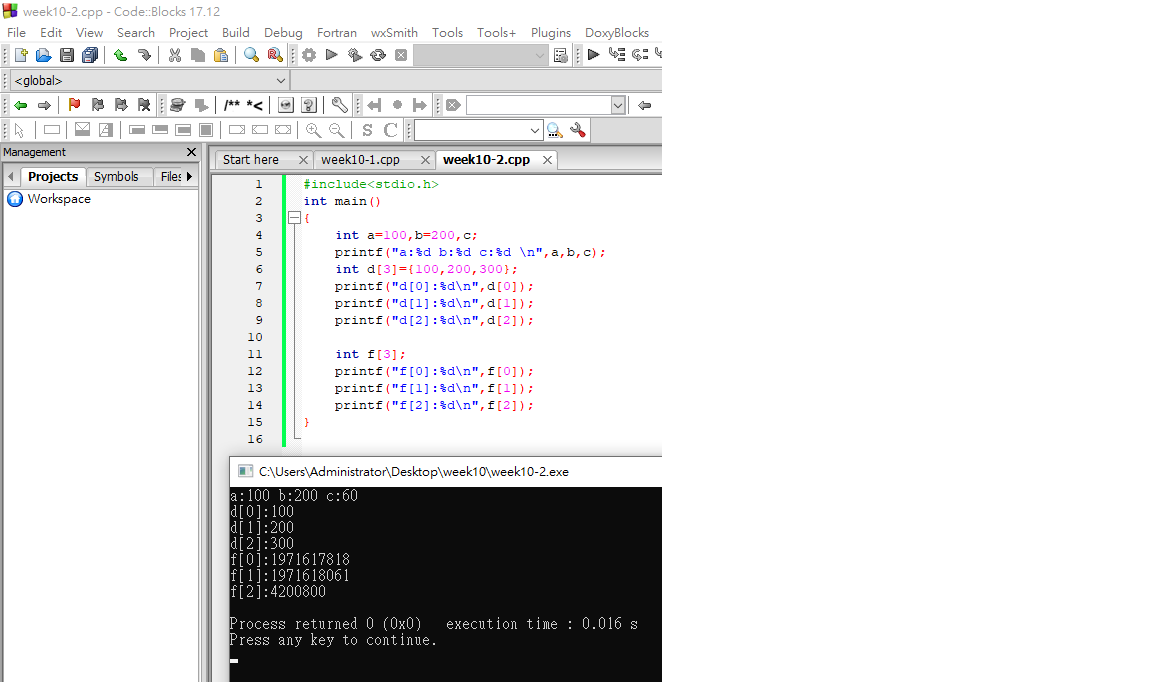 week10-2.cpp - Code::Blocks 17.12
File Edit View Search Project Build Debug Fortran wxSmith Tools Tools+ Plugins DoxyBlocks
<global>
/** *<
S C
Management
Projects Symbols Files
Workspace
Start here week10-1.cpp week10-2.cpp
1 #include<stdio.h>
2 int main()
3 {
4 int a=100,b=200,c;
5 printf("a:%d b:%d c:%d \n",a,b,c);
6 int d[3]={100,200,300};
7 printf("d[0]:%d\n",d[0]);
8 printf("d[1]:%d\n",d[1]);
9 printf("d[2]:%d\n",d[2]);
10
11 int f[3];
12 printf("f[0]:%d\n",f[0]);
13 printf("f[1]:%d\n",f[1]);
14 printf("f[2]:%d\n",f[2]);
15 }
16
C:\Users\Administrator\Desktop\week10\week10-2.exe
a:100 b:200 c:60
d[0]:100
d[1]:200
d[2]:300
f[0]:1971617818
f[1]:1971618061
f[2]:4200800
Process returned 0 (0x0) execution time : 0.016 s
Press any key to continue.